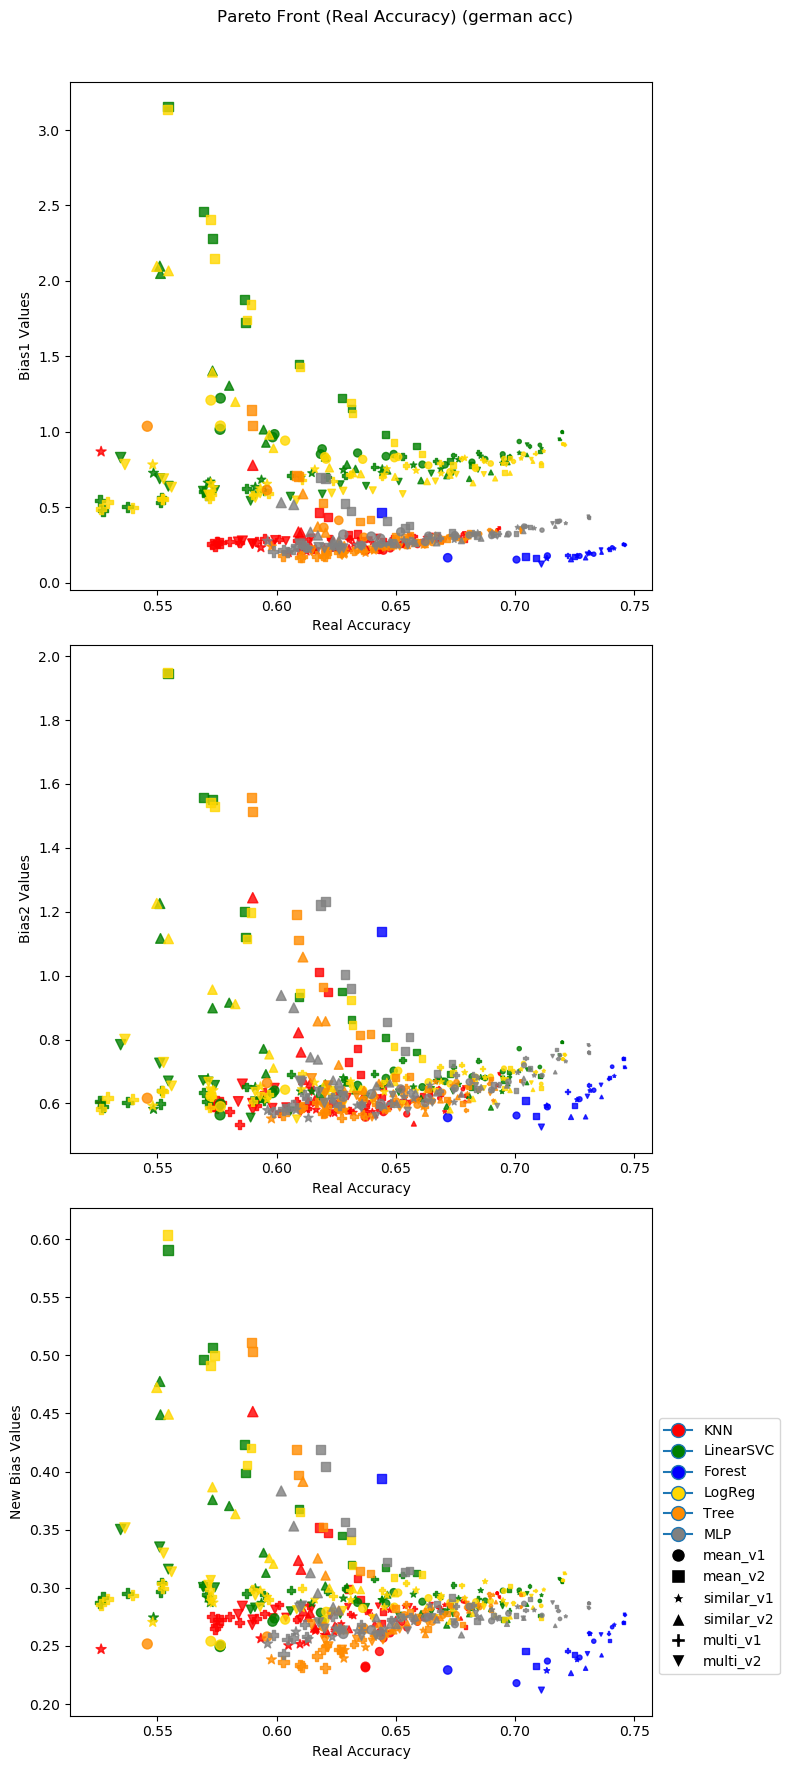 Pareto Front (Real Accuracy) (german acc)
3.0
2.5
2.0
1.5
1.0
0.5
0.0
Bias1 Values
0.55 0.60 0.65 0.70 0.75
Real Accuracy
2.0
1.8
1.6
1.4
1.2
1.0
0.8
0.6
Bias2 Values
0.55 0.60 0.65 0.70 0.75
Real Accuracy
0.60
0.55
0.50
0.45
0.40
0.35
0.30
0.25
0.20
New Bias Values
0.55 0.60 0.65 0.70 0.75
Real Accuracy
KNN
LinearSVC
Forest
LogReg
Tree
MLP
mean_v1
mean_v2
similar_v1
similar_v2
multi_v1
multi_v2